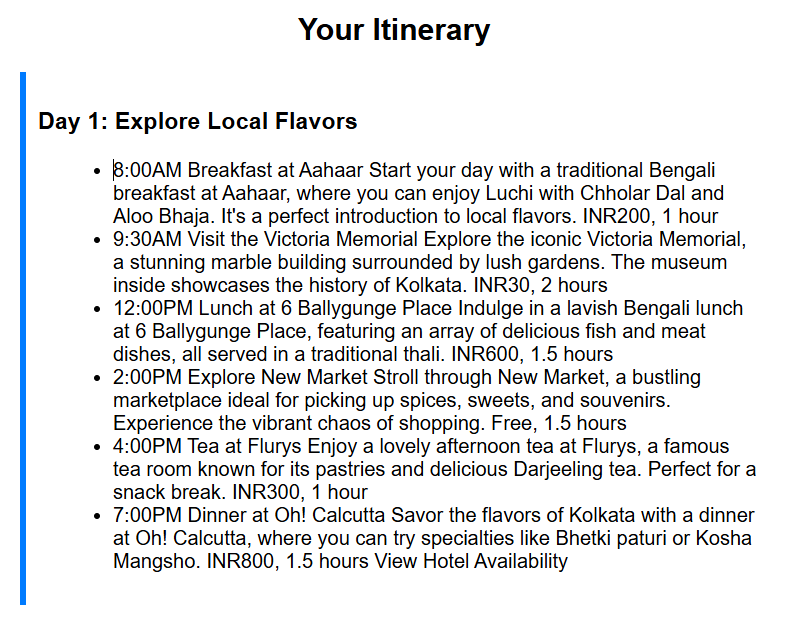 Your Itinerary
Day 1: Explore Local Flavors
8:00AM Breakfast at Aahaar Start your day with a traditional Bengali
breakfast at Aahaar, where you can enjoy Luchi with Chholar Dal and
Aloo Bhaja. It's a perfect introduction to local flavors. INR200, 1 hour
9:30AM Visit the Victoria Memorial Explore the iconic Victoria Memorial,
a stunning marble building surrounded by lush gardens. The museum
inside showcases the history of Kolkata. INR30, 2 hours
12:00PM Lunch at 6 Ballygunge Place Indulge in a lavish Bengali lunch
at 6 Ballygunge Place, featuring an array of delicious fish and meat
dishes, all served in a traditional thali. INR600, 1.5 hours
2:00PM Explore New Market Stroll through New Market, a bustling
marketplace ideal for picking up spices, sweets, and souvenirs.
Experience the vibrant chaos of shopping. Free, 1.5 hours
4:00PM Tea at Flurys Enjoy a lovely afternoon tea at Flurys, a famous
tea room known for its pastries and delicious Darjeeling tea. Perfect for a
snack break. INR300, 1 hour
7:00PM Dinner at Oh! Calcutta Savor the flavors of Kolkata with a dinner
at Oh! Calcutta, where you can try specialties like Bhetki paturi or Kosha
Mangsho. INR800, 1.5 hours View Hotel Availability